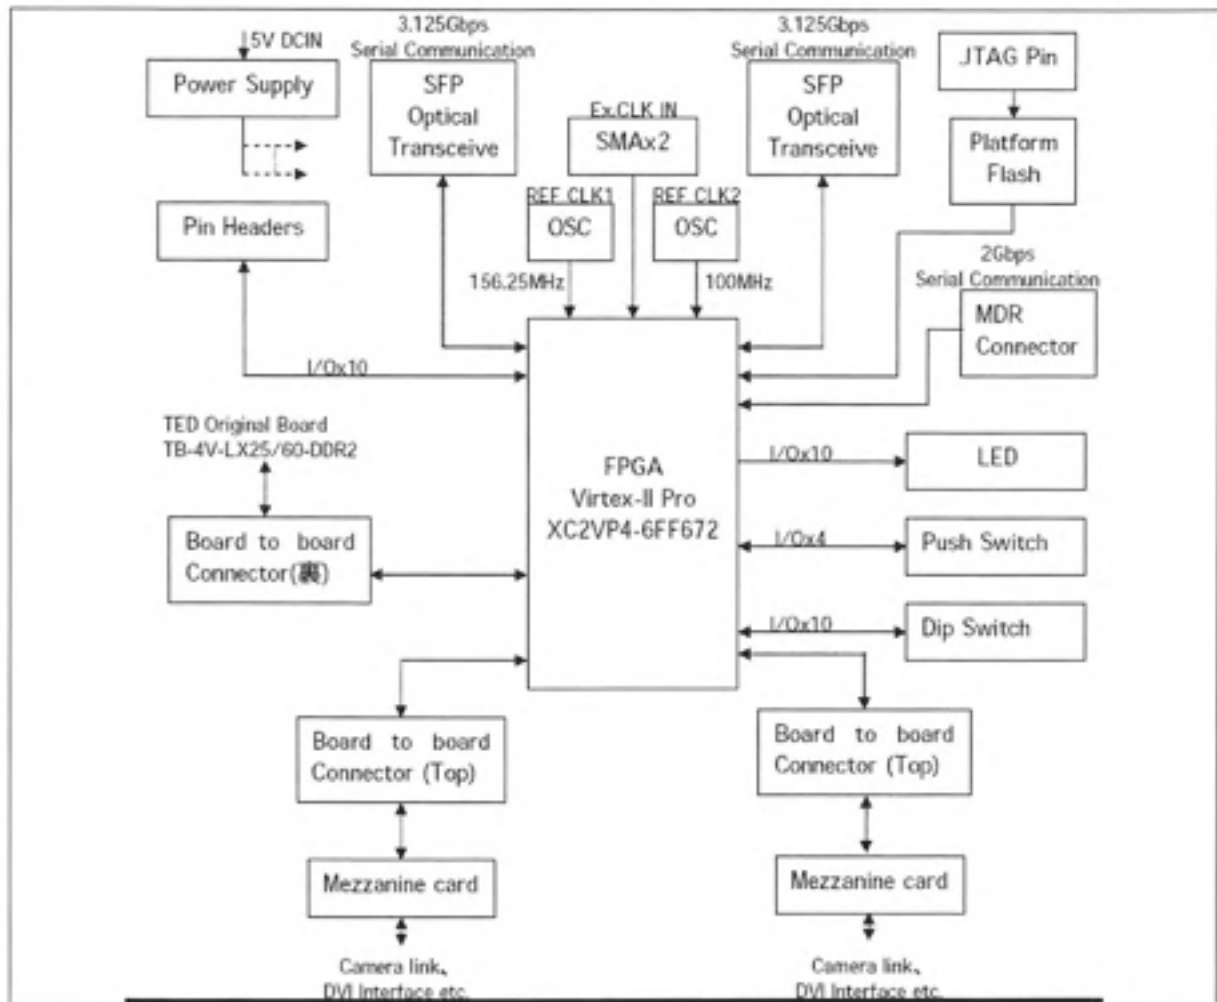 5V DCIN
Power Supply
3.125Gbps
Serial Communication
SFP
Optical
Transceive
Ex.CLK IN
SMAx2
3.125Gbps
Serial Communication
SFP
Optical
Transceive
JTAG Pin
Platform
Flash
Pin Headers
REF CLK1
OSC
REF CLK2
OSC
156.25MHz
100MHz
2Gbps
Serial Communication
MDR
Connector
I/Ox10
TED Original Board
TB-4V-LX25/60-DDR2
FPGA
Virtex-II Pro
XC2VP4-6FF672
I/Ox10
LED
Board to board
Connector(裏)
I/Ox4
Push Switch
I/Ox10
Dip Switch
Board to board
Connector (Top)
Board to board
Connector (Top)
Mezzanine card
Mezzanine card
Camera link、
DVI Interface etc.
Camera link、
DVI Interface etc.